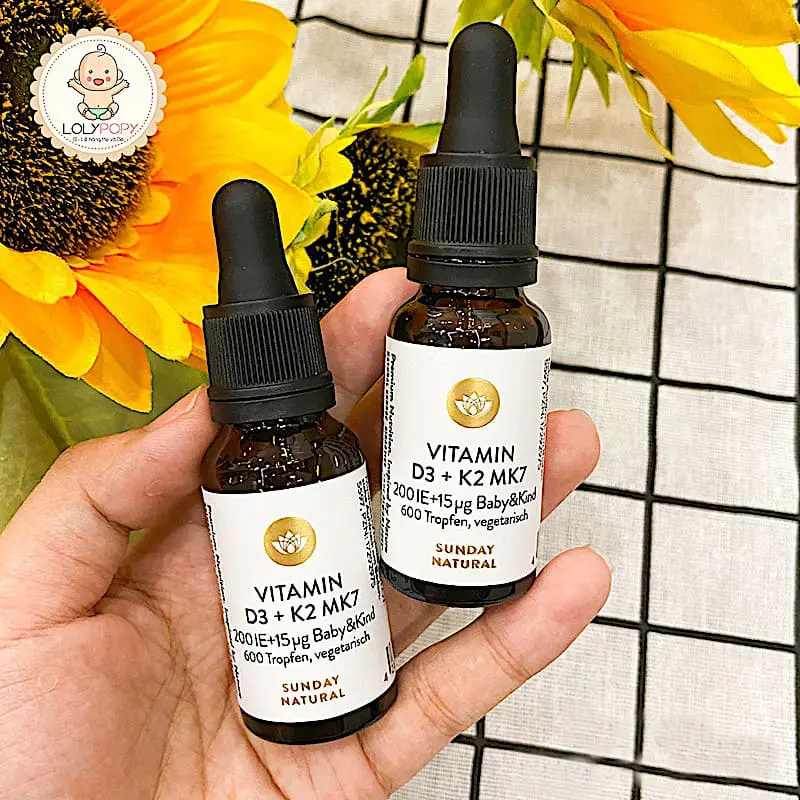 LOLYPOPY
VITAMIN
D3 + K2 MK7
200 IE+15µg Baby&Kind
600 Tropfen, vegetarisch
SUNDAY
NATURAL
VITAMIN
D3 + K2 MK7
200 IE+15µg Baby&Kind
600 Tropfen, vegetarisch
SUNDAY
NATURAL